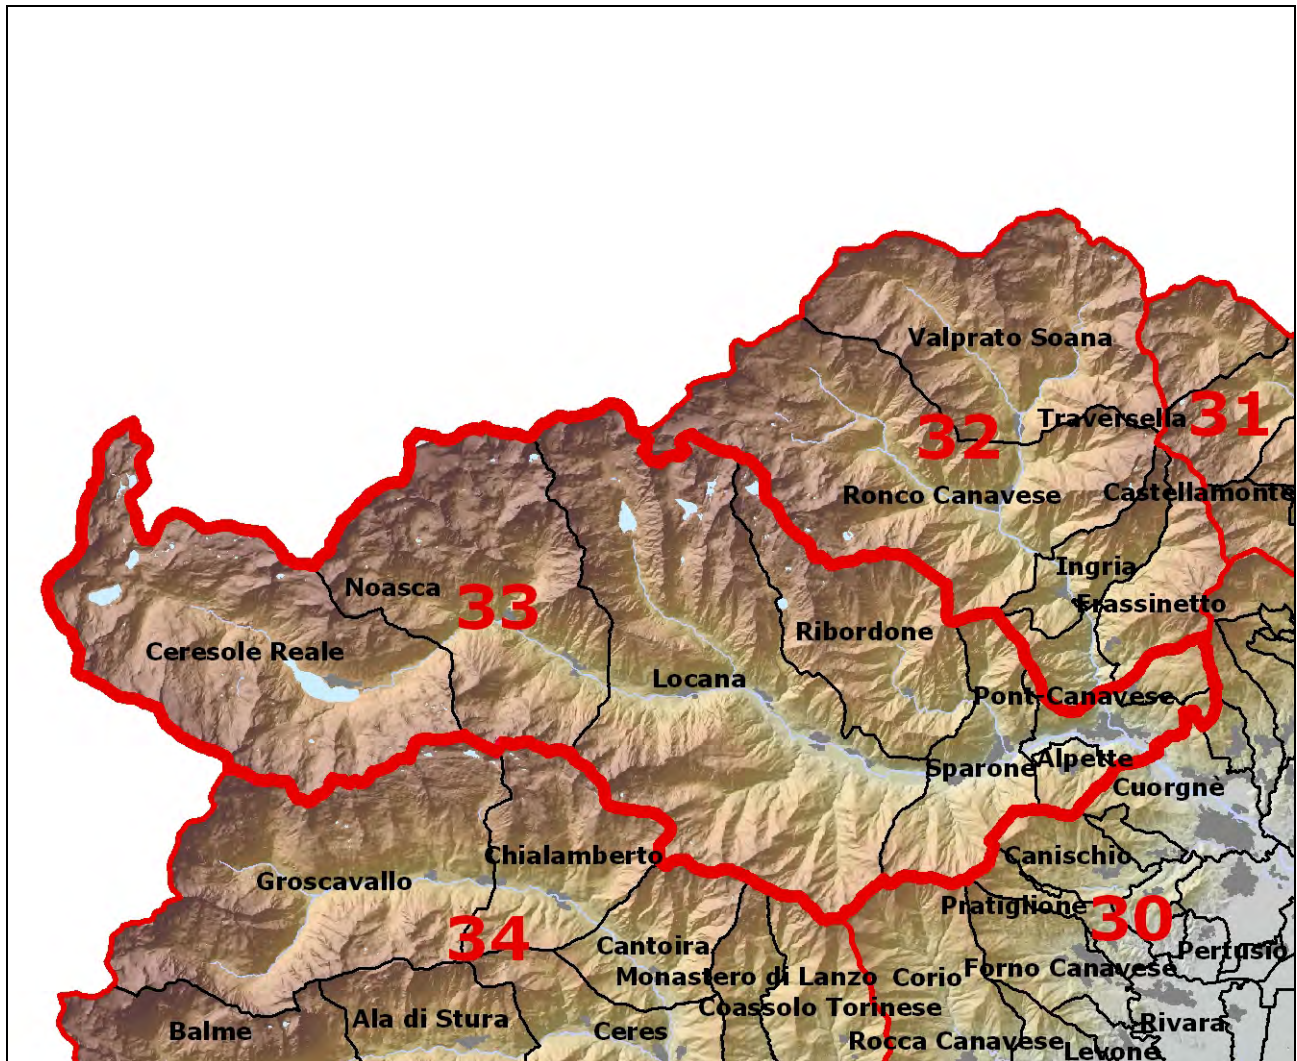 Valprato Soana
Traversella
31
32
Ronco Canavese
Castellamonte
Ingria
Noasca
33
Frassinetto
Ribordone
Ceresole Reale
Locana
Pont-Canavese
Sparone
Alpette
Cuorgnè
Chialamberto
Canischio
Groscavallo
Pratiglione
30
34
Cantoira
Pertusio
Monastero di Lanzo
Corio
Forno Canavese
Coassolo Torinese
Balme
Ala di Stura
Ceres
Rivara
Rocca Canavese
Levone